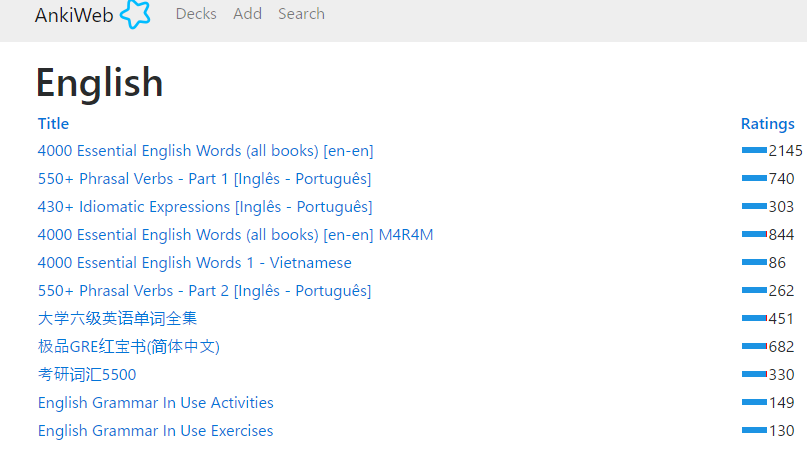 AnkiWeb Decks Add Search
English
Title Ratings
4000 Essential English Words (all books) [en-en] 2145
550+ Phrasal Verbs - Part 1 [Inglês - Português] 740
430+ Idiomatic Expressions [Inglês - Português] 303
4000 Essential English Words (all books) [en-en] M4R4M 844
4000 Essential English Words 1 - Vietnamese 86
550+ Phrasal Verbs - Part 2 [Inglês - Português] 262
大学六级英语单词全集 451
极品GRE红宝书(简体中文) 682
考研词汇5500 330
English Grammar In Use Activities 149
English Grammar In Use Exercises 130